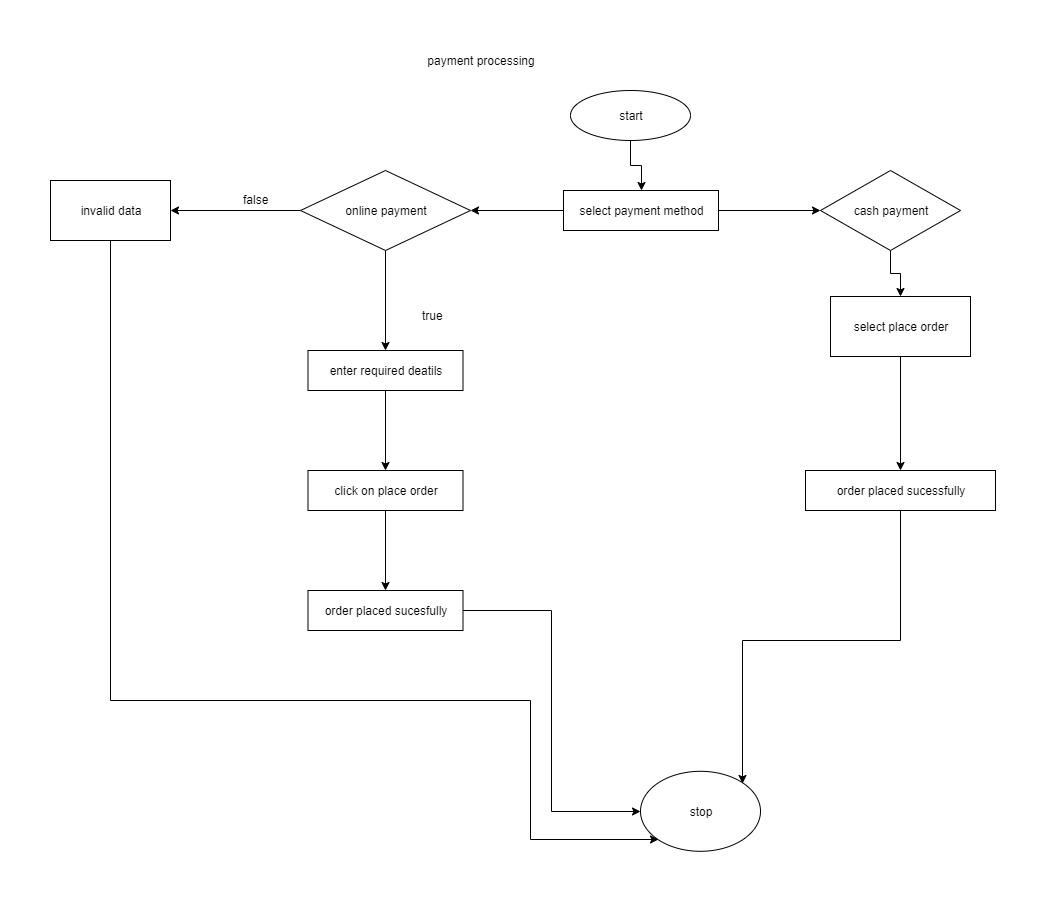 payment processing
start
false
invalid data
online payment
select payment method
cash payment
true
select place order
enter required deatils
click on place order
order placed sucessfully
order placed sucesfully
stop